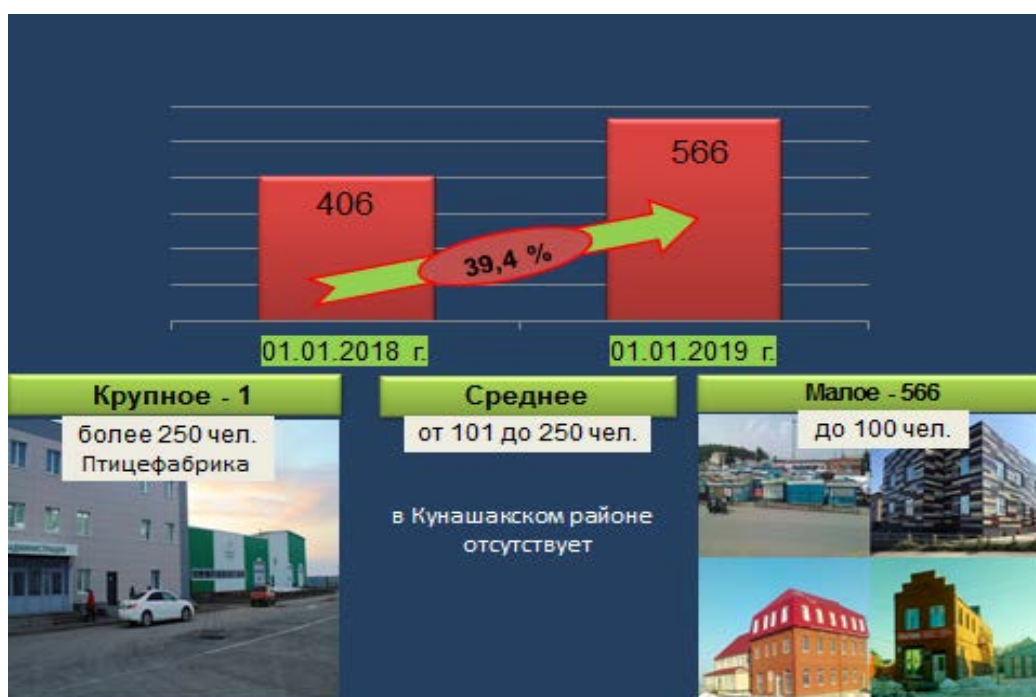 406
566
39,4 %
01.01.2018 г.
01.01.2019 г.
Крупное - 1
более 250 чел.
Птицефабрика
Среднее
от 101 до 250 чел.
в Кунашакском районе
отсутствует
Малое - 566
до 100 чел.